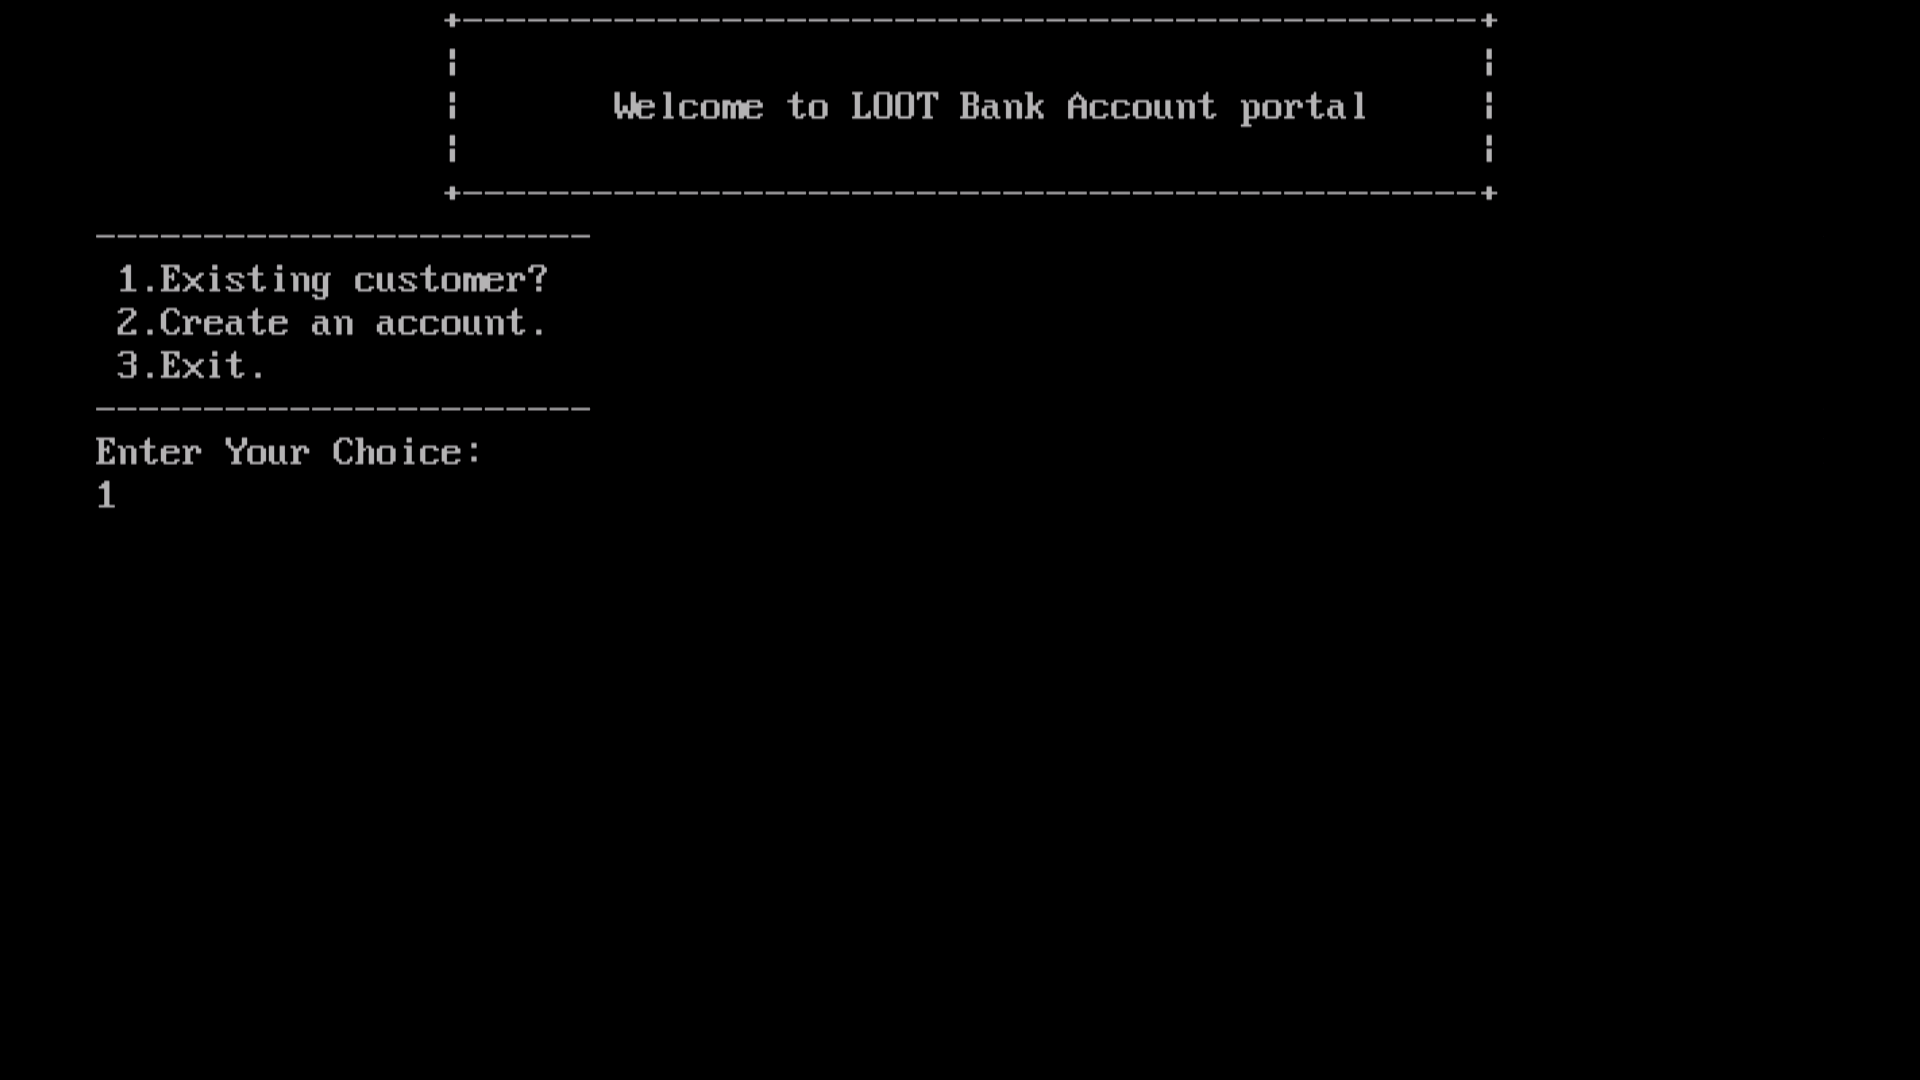 Welcome to LOOT Bank Account portal
1.Existing customer?
2.Create an account.
3.Exit.
Enter Your Choice:
1